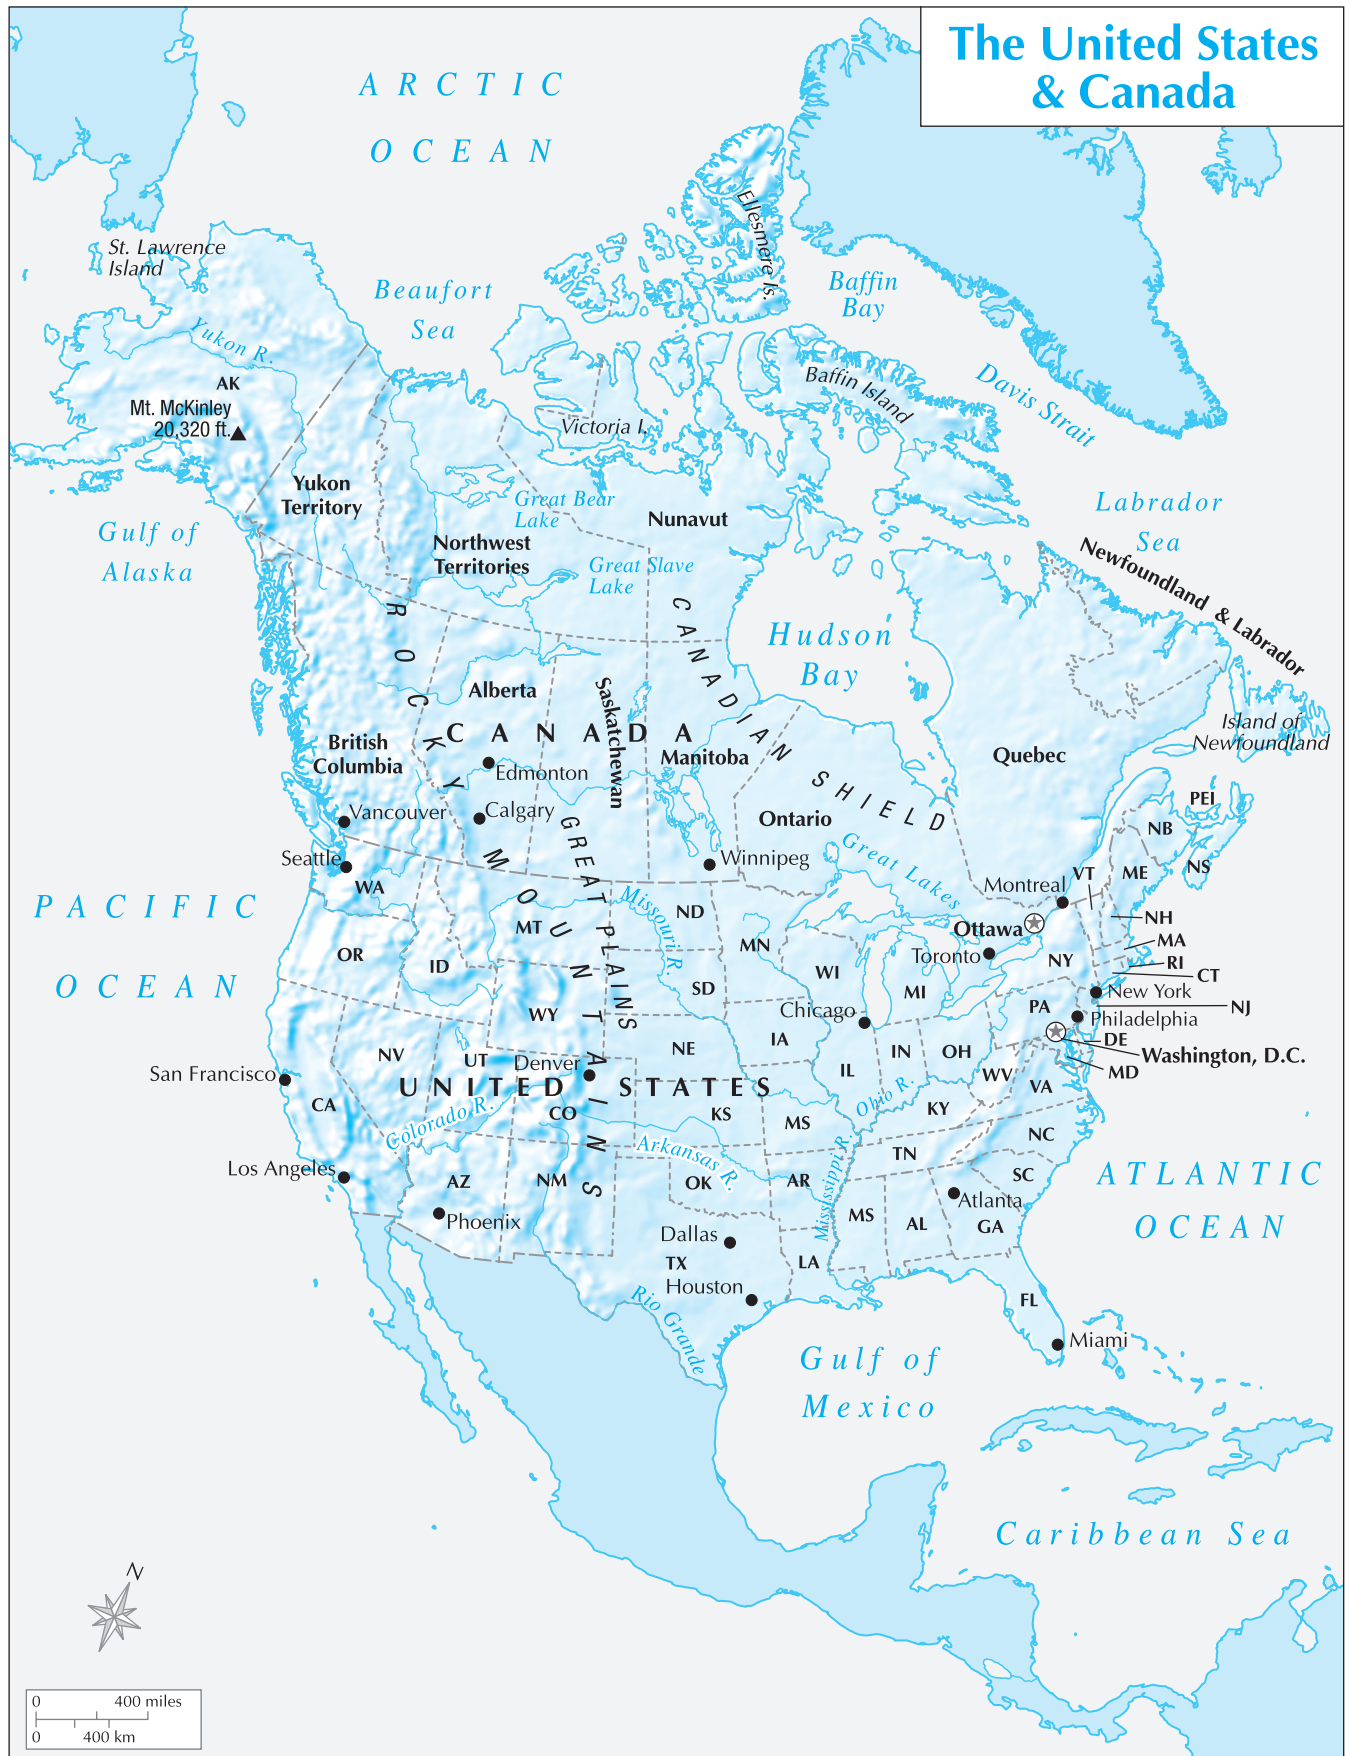 The United States
& Canada
ARCTIC
OCEAN
St. Lawrence
Island
Ellesmere Is.
Beaufort
Sea
Baffin
Bay
Yukon R.
AK
Mt. McKinley
20,320 ft.
Baffin Island
Davis Strait
Victoria I.
Yukon
Territory
Great Bear
Lake
Nunavut
Labrador
Sea
Gulf of
Alaska
Northwest
Territories
Great Slave
Lake
Newfoundland & Labrador
ROCKY MOUNTAINS
CANADIAN SHIELD
Hudson
Bay
Alberta
Saskatchewan
CANADA
Manitoba
British
Columbia
Edmonton
Quebec
Island of
Newfoundland
Vancouver
Calgary
GREAT PLAINS
Ontario
PEI
NB
NS
Seattle
Winnipeg
Great Lakes
Montreal
VT
ME
WA
PACIFIC
OCEAN
MT
Missouri R.
ND
MN
Ottawa
NH
MA
OR
ID
WI
Toronto
NY
RI
CT
SD
MI
New York
NJ
WY
Chicago
PA
Philadelphia
NV
UT
Denver
NE
IA
IL
IN
OH
DE
Washington, D.C.
San Francisco
UNITED STATES
WV
VA
MD
CA
Colorado R.
CO
KS
MS
Ohio R.
KY
NC
Los Angeles
Arkansas R.
Mississippi R.
TN
ATLANTIC
OCEAN
AZ
NM
OK
AR
SC
Phoenix
MS
AL
Atlanta
GA
Dallas
TX
LA
Houston
Rio Grande
FL
Miami
Gulf of
Mexico
Caribbean Sea
N
0 400 miles
0 400 km